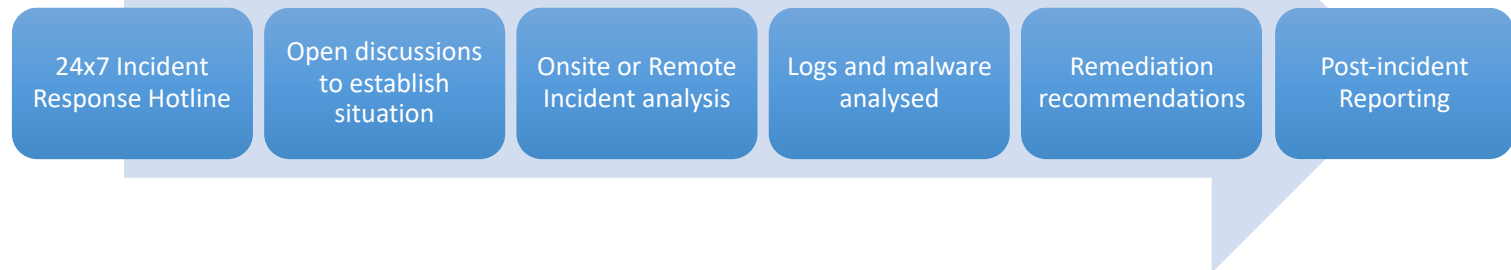 24x7 Incident
Response Hotline
Open discussions
to establish
situation
Onsite or Remote
Incident analysis
Logs and malware
analysed
Remediation
recommendations
Post-incident
Reporting